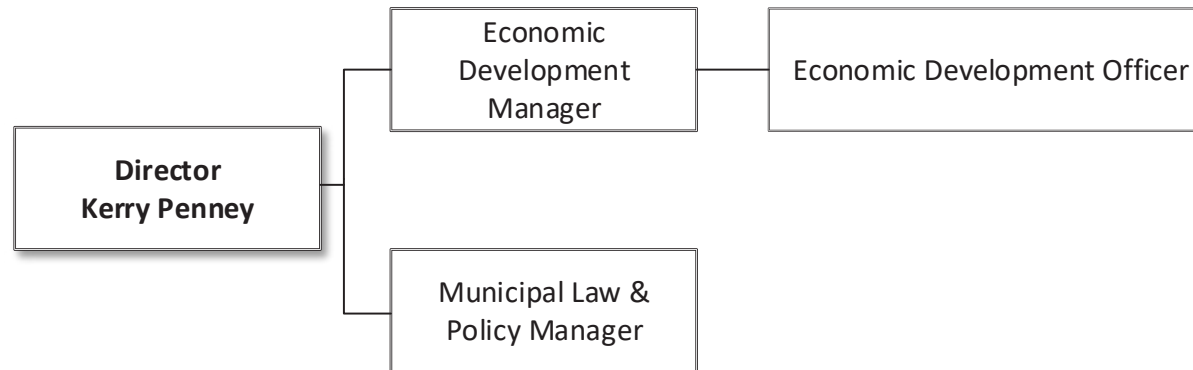 Economic
Development
Manager
Economic Development Officer
Director
Kerry Penney
Municipal Law &
Policy Manager